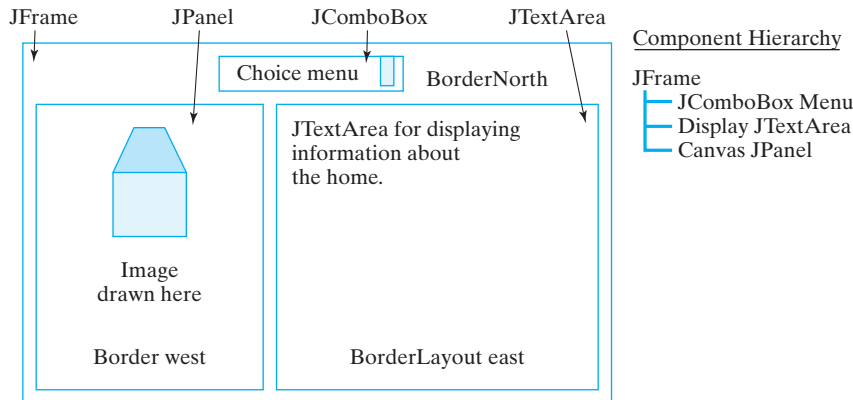 JFrame
JPanel
JComboBox
JTextArea
Component Hierarchy
Choice menu
BorderNorth
JFrame
JComboBox Menu
Display JTextArea
Canvas JPanel
JTextArea for displaying
information about
the home.
Image
drawn here
Border west
BorderLayout east